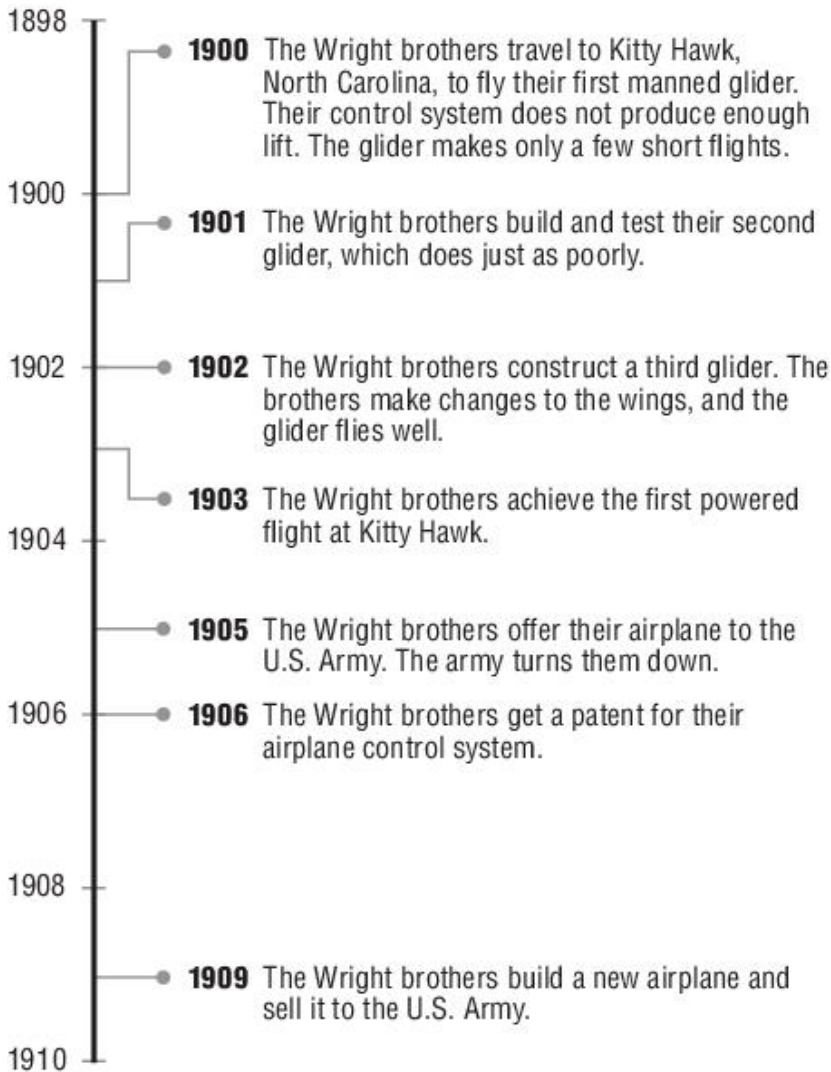 1898
1900 The Wright brothers travel to Kitty Hawk,
North Carolina, to fly their first manned glider.
Their control system does not produce enough
lift. The glider makes only a few short flights.
1900
1901 The Wright brothers build and test their second
glider, which does just as poorly.
1902
1902 The Wright brothers construct a third glider. The
brothers make changes to the wings, and the
glider flies well.
1903 The Wright brothers achieve the first powered
flight at Kitty Hawk.
1904
1905 The Wright brothers offer their airplane to the
U.S. Army. The army turns them down.
1906
1906 The Wright brothers get a patent for their
airplane control system.
1908
1909 The Wright brothers build a new airplane and
sell it to the U.S. Army.
1910